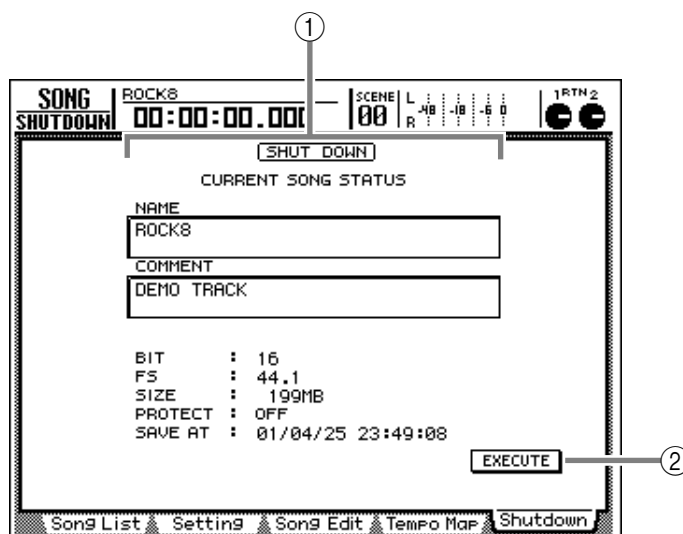 ①
SONG
SHUTDOWN
ROCK8
00:00:00.000
SCENE
00
L
R
-48 -18 -6 0
1 RTN 2
SHUT DOWN
CURRENT SONG STATUS
NAME
ROCK8
COMMENT
DEMO TRACK
BIT : 16
FS : 44.1
SIZE : 199MB
PROTECT : OFF
SAVE AT : 01/04/25 23:49:08
EXECUTE
②
Song List Setting Song Edit Tempo Map Shutdown